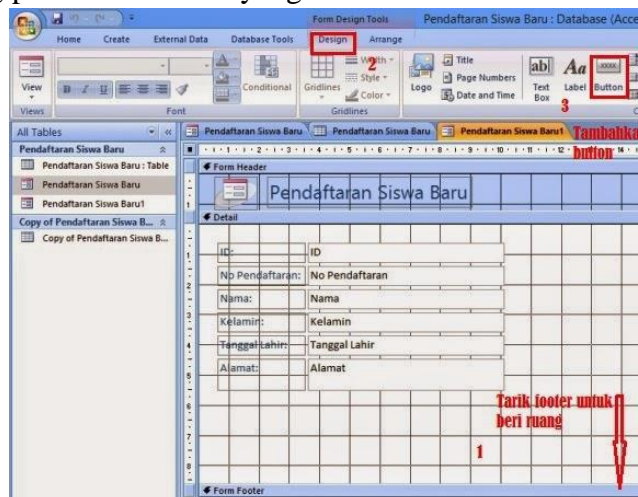 Form Design Tools
Pendaftaran Siswa Baru : Database (Acce
Home Create External Data Database Tools Design Arrange
View
Views
B I U
Font
Conditional
Gridlines
Width
Style
Color
Gridlines
2
Logo
Title
Page Numbers
Date and Time
ab|
Text Box
Aa
Label
xxxx
Button
3
All Tables
Pendaftaran Siswa Baru
Pendaftaran Siswa Baru : Table
Pendaftaran Siswa Baru
Pendaftaran Siswa Baru1
Copy of Pendaftaran Siswa B...
Copy of Pendaftaran Siswa B...
Pendaftaran Siswa Baru Pendaftaran Siswa Baru Pendaftaran Siswa Baru1
Tambahka
button
Form Header
Pendaftaran Siswa Baru
Detail
ID: ID
No Pendaftaran: No Pendaftaran
Nama: Nama
Kelamin: Kelamin
Tanggal Lahir: Tanggal Lahir
Alamat: Alamat
Tarik footer untuk
beri ruang
1
Form Footer